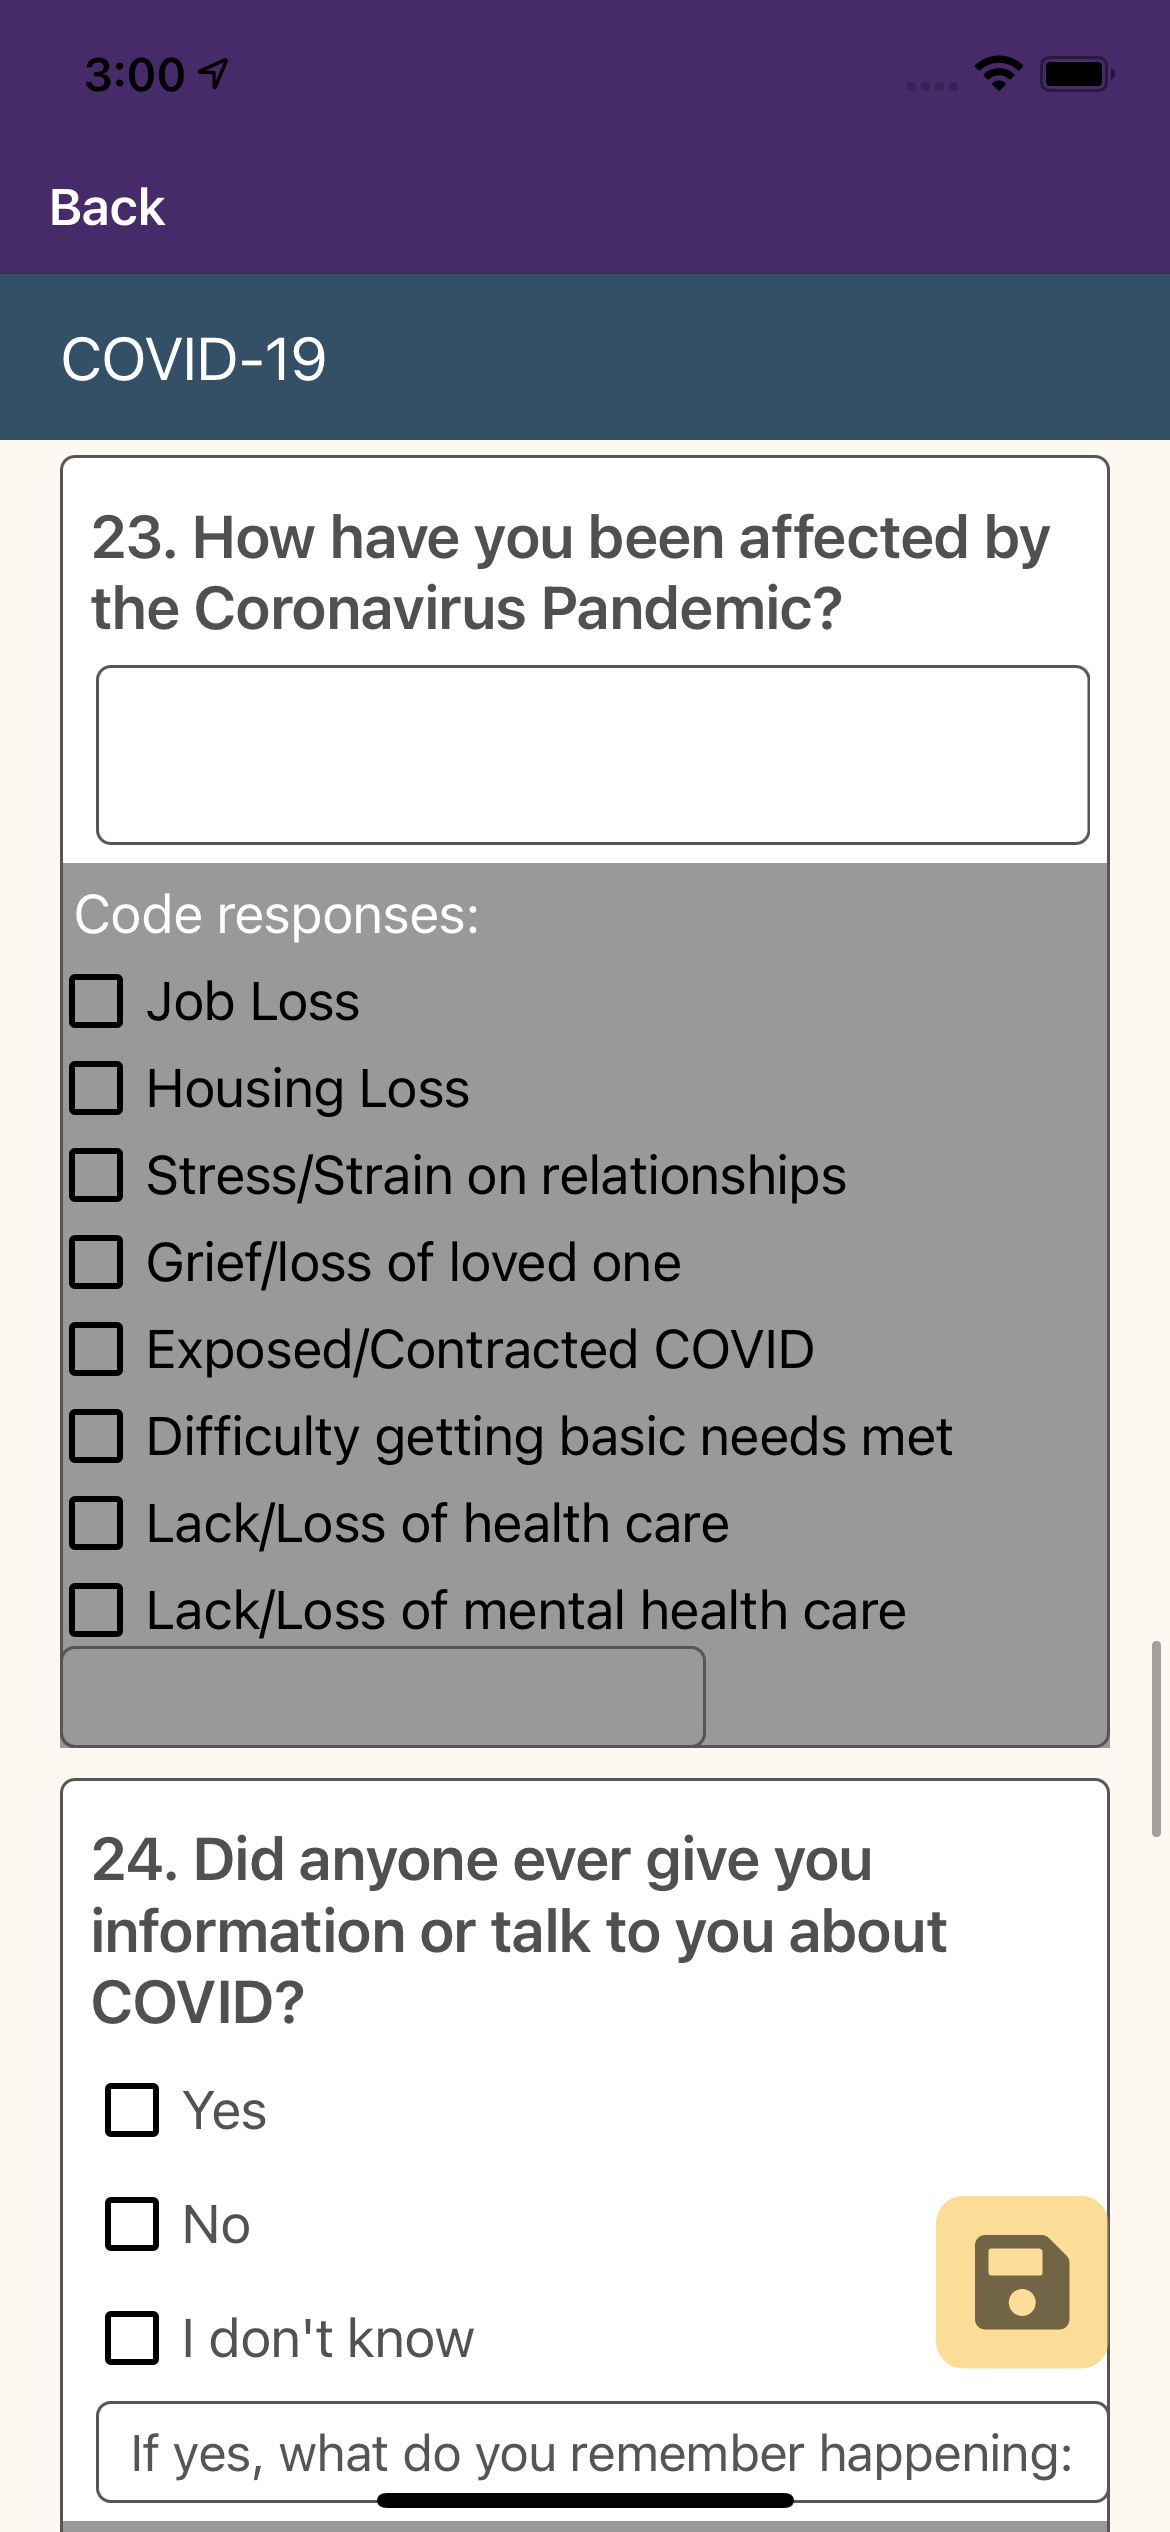 3:00
Back
COVID-19
23. How have you been affected by
the Coronavirus Pandemic?
Code responses:
Job Loss
Housing Loss
Stress/Strain on relationships
Grief/loss of loved one
Exposed/Contracted COVID
Difficulty getting basic needs met
Lack/Loss of health care
Lack/Loss of mental health care
24. Did anyone ever give you
information or talk to you about
COVID?
Yes
No
I don't know
If yes, what do you remember happening: